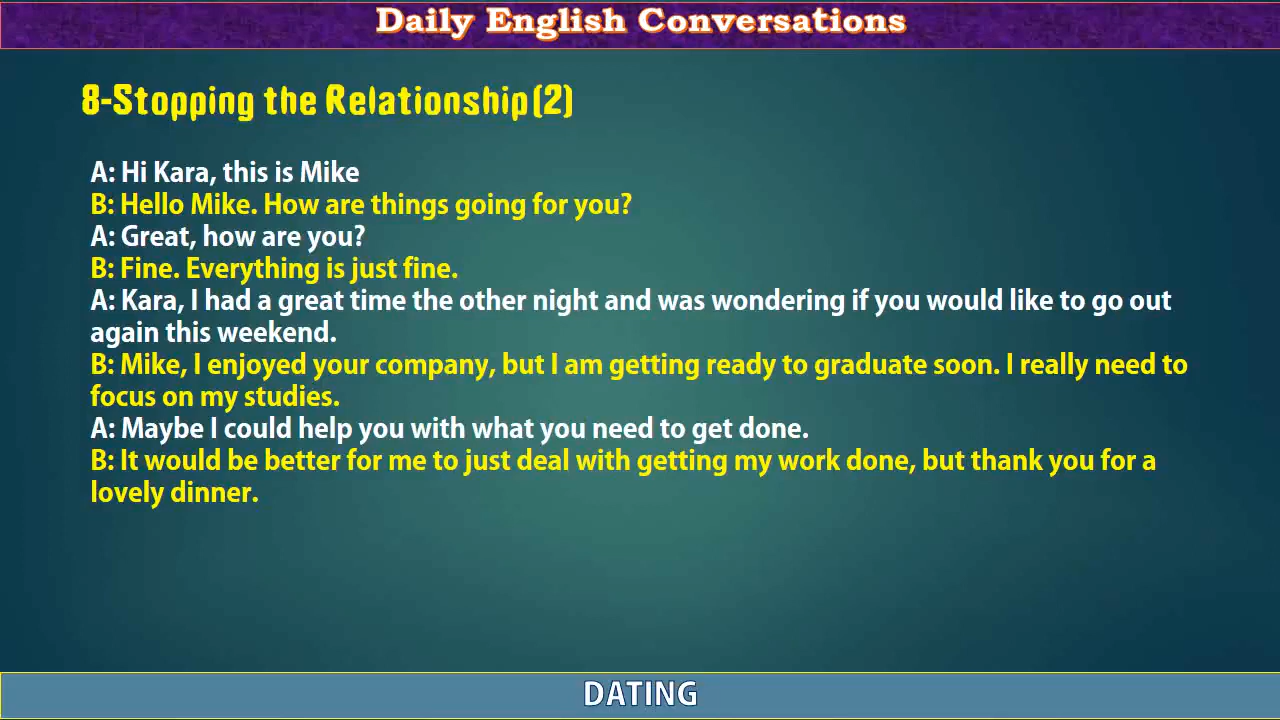 Daily English Conversations
8-Stopping the Relationship(2)
A: Hi Kara, this is Mike
B: Hello Mike. How are things going for you?
A: Great, how are you?
B: Fine. Everything is just fine.
A: Kara, I had a great time the other night and was wondering if you would like to go out
again this weekend.
B: Mike, I enjoyed your company, but I am getting ready to graduate soon. I really need to
focus on my studies.
A: Maybe I could help you with what you need to get done.
B: It would be better for me to just deal with getting my work done, but thank you for a
lovely dinner.
DATING